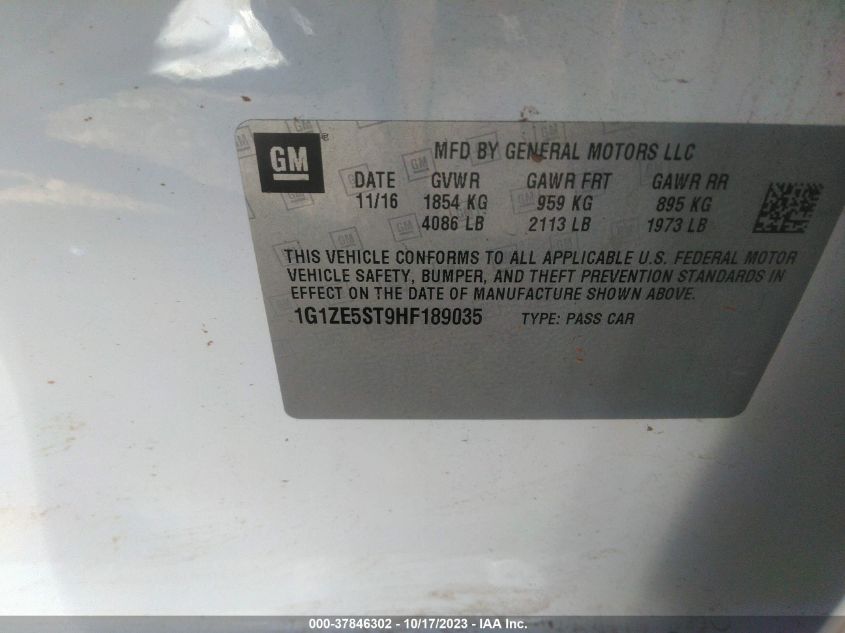 GM
MFD BY GENERAL MOTORS LLC
DATE GVWR GAWR FRT GAWR RR
11/16 1854 KG 959 KG 895 KG
4086 LB 2113 LB 1973 LB
THIS VEHICLE CONFORMS TO ALL APPLICABLE U.S. FEDERAL MOTOR
VEHICLE SAFETY, BUMPER, AND THEFT PREVENTION STANDARDS IN
EFFECT ON THE DATE OF MANUFACTURE SHOWN ABOVE.
1G1ZE5ST9HF189035 TYPE: PASS CAR
000-37846302 - 10/17/2023 - IAA Inc.